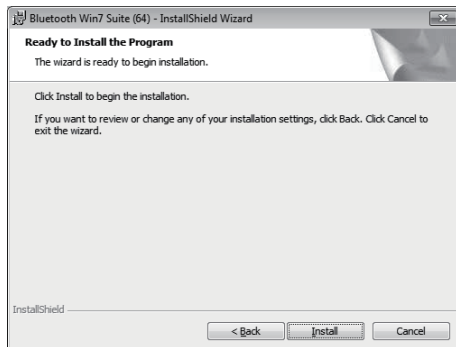 Bluetooth Win7 Suite (64) - InstallShield Wizard
Ready to Install the Program
The wizard is ready to begin installation.
Click Install to begin the installation.
If you want to review or change any of your installation settings, click Back. Click Cancel to
exit the wizard.
InstallShield
< Back Install Cancel